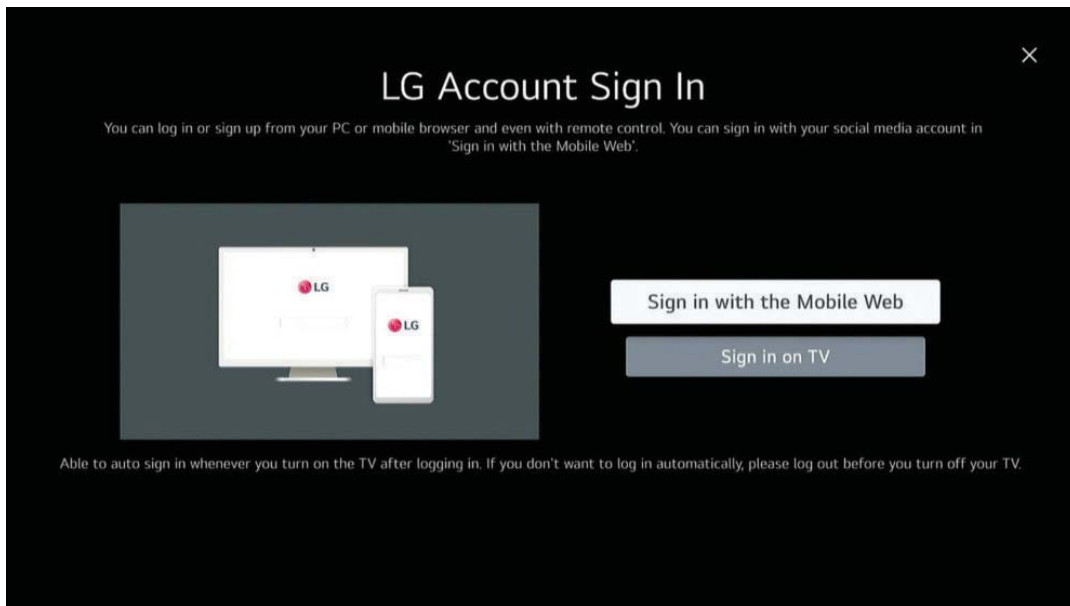 LG Account Sign In
You can log in or sign up from your PC or mobile browser and even with remote control. You can sign in with your social media account in
'Sign in with the Mobile Web'.
LG
LG
Sign in with the Mobile Web
Sign in on TV
Able to auto sign in whenever you turn on the TV after logging in. If you don't want to log in automatically, please log out before you turn off your TV.